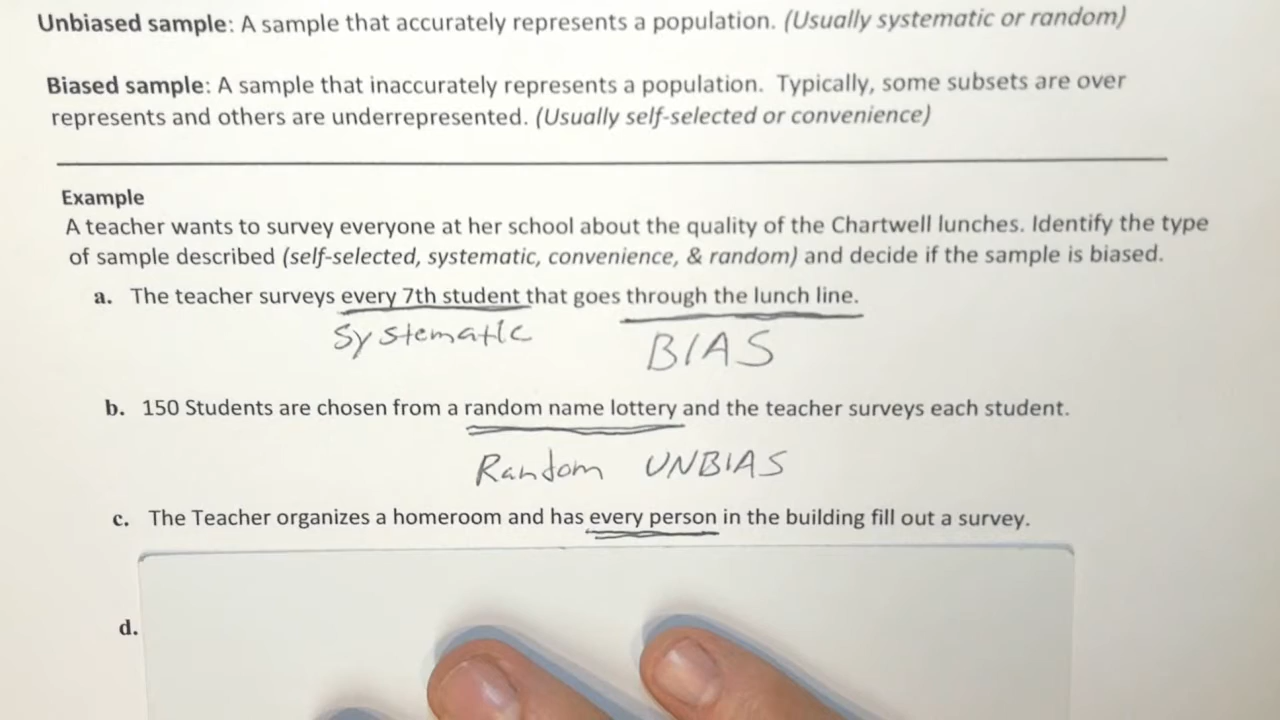 Unbiased sample: A sample that accurately represents a population. (Usually systematic or random)
Biased sample: A sample that inaccurately represents a population. Typically, some subsets are over
represents and others are underrepresented. (Usually self-selected or convenience)
Example
A teacher wants to survey everyone at her school about the quality of the Chartwell lunches. Identify the type
of sample described (self-selected, systematic, convenience, & random) and decide if the sample is biased.
a. The teacher surveys every 7th student that goes through the lunch line.
Systematic BIAS
b. 150 Students are chosen from a random name lottery and the teacher surveys each student.
Random UNBIAS
c. The Teacher organizes a homeroom and has every person in the building fill out a survey.
d.